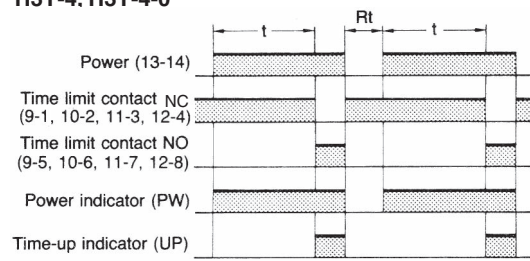 H3Y-4, H3Y-4-0
t
Rt
t
Power (13-14)
Time limit contact NC
(9-1, 10-2, 11-3, 12-4)
Time limit contact NO
(9-5, 10-6, 11-7, 12-8)
Power indicator (PW)
Time-up indicator (UP)